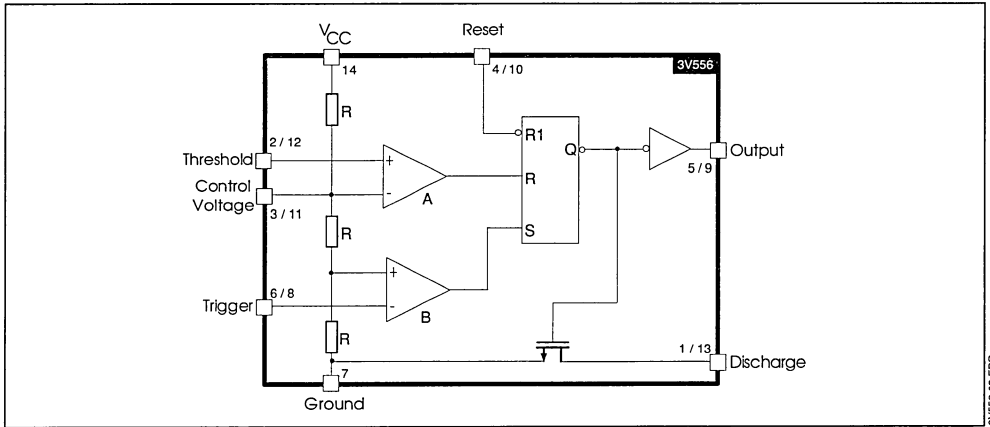 VCC
Reset
14
4 / 10
3V556
R
2 / 12
Threshold
+
R1
Q
Output
5 / 9
Control
Voltage
-
A
R
3 / 11
R
S
+
6 / 8
Trigger
-
B
R
1 / 13
Discharge
7
Ground